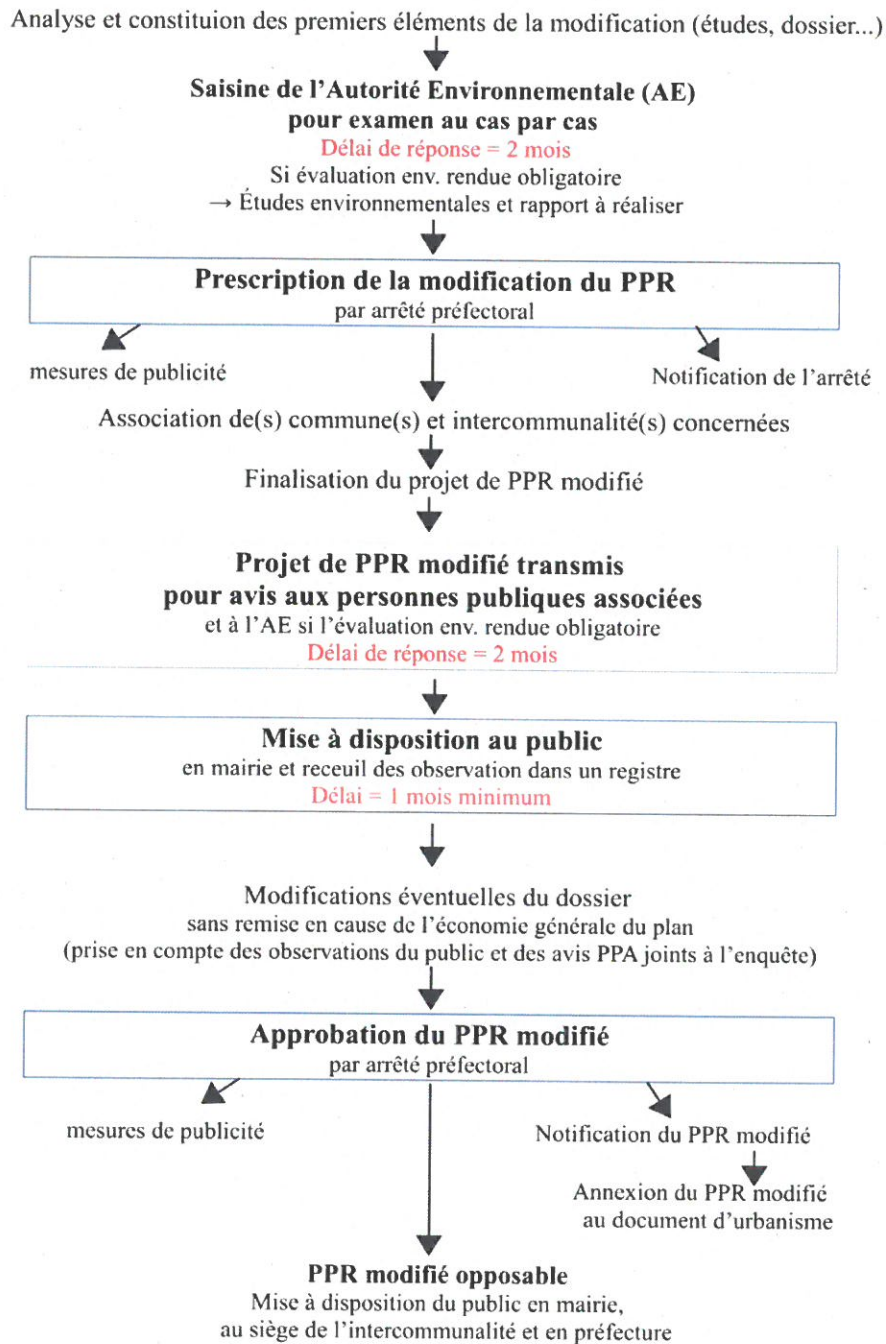 Analyse et constituion des premiers éléments de la modification (études, dossier...)
Saisine de l'Autorité Environnementale (AE)
pour examen au cas par cas
Délai de réponse = 2 mois
Si évaluation env. rendue obligatoire
→ Études environnementales et rapport à réaliser
Prescription de la modification du PPR
par arrêté préfectoral
mesures de publicité
Notification de l'arrêté
Association de(s) commune(s) et intercommunalité(s) concernées
Finalisation du projet de PPR modifié
Projet de PPR modifié transmis
pour avis aux personnes publiques associées
et à l'AE si l'évaluation env. rendue obligatoire
Délai de réponse = 2 mois
Mise à disposition au public
en mairie et receuil des observation dans un registre
Délai = 1 mois minimum
Modifications éventuelles du dossier
sans remise en cause de l'économie générale du plan
(prise en compte des observations du public et des avis PPA joints à l'enquête)
Approbation du PPR modifié
par arrêté préfectoral
mesures de publicité
Notification du PPR modifié
Annexion du PPR modifié
au document d'urbanisme
PPR modifié opposable
Mise à disposition du public en mairie,
au siège de l'intercommunalité et en préfecture